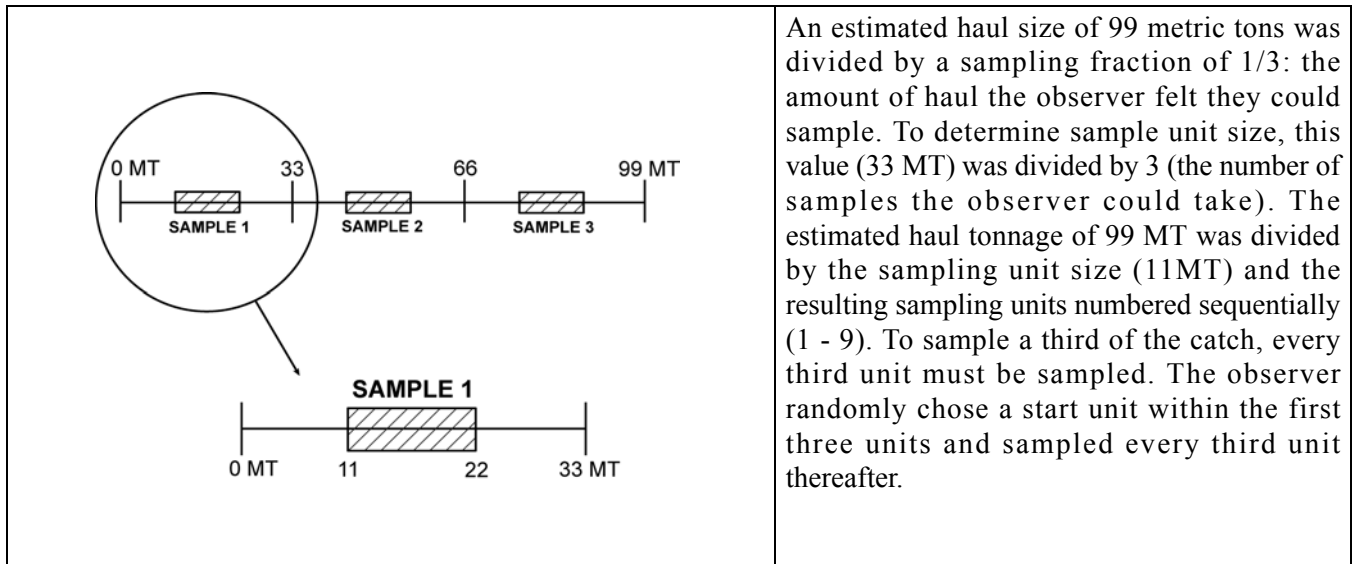 0 MT
33
66
99 MT
SAMPLE 1
SAMPLE 2
SAMPLE 3
SAMPLE 1
0 MT
11
22
33 MT
An estimated haul size of 99 metric tons was
divided by a sampling fraction of 1/3: the
amount of haul the observer felt they could
sample. To determine sample unit size, this
value (33 MT) was divided by 3 (the number of
samples the observer could take). The
estimated haul tonnage of 99 MT was divided
by the sampling unit size (11MT) and the
resulting sampling units numbered sequentially
(1 - 9). To sample a third of the catch, every
third unit must be sampled. The observer
randomly chose a start unit within the first
three units and sampled every third unit
thereafter.